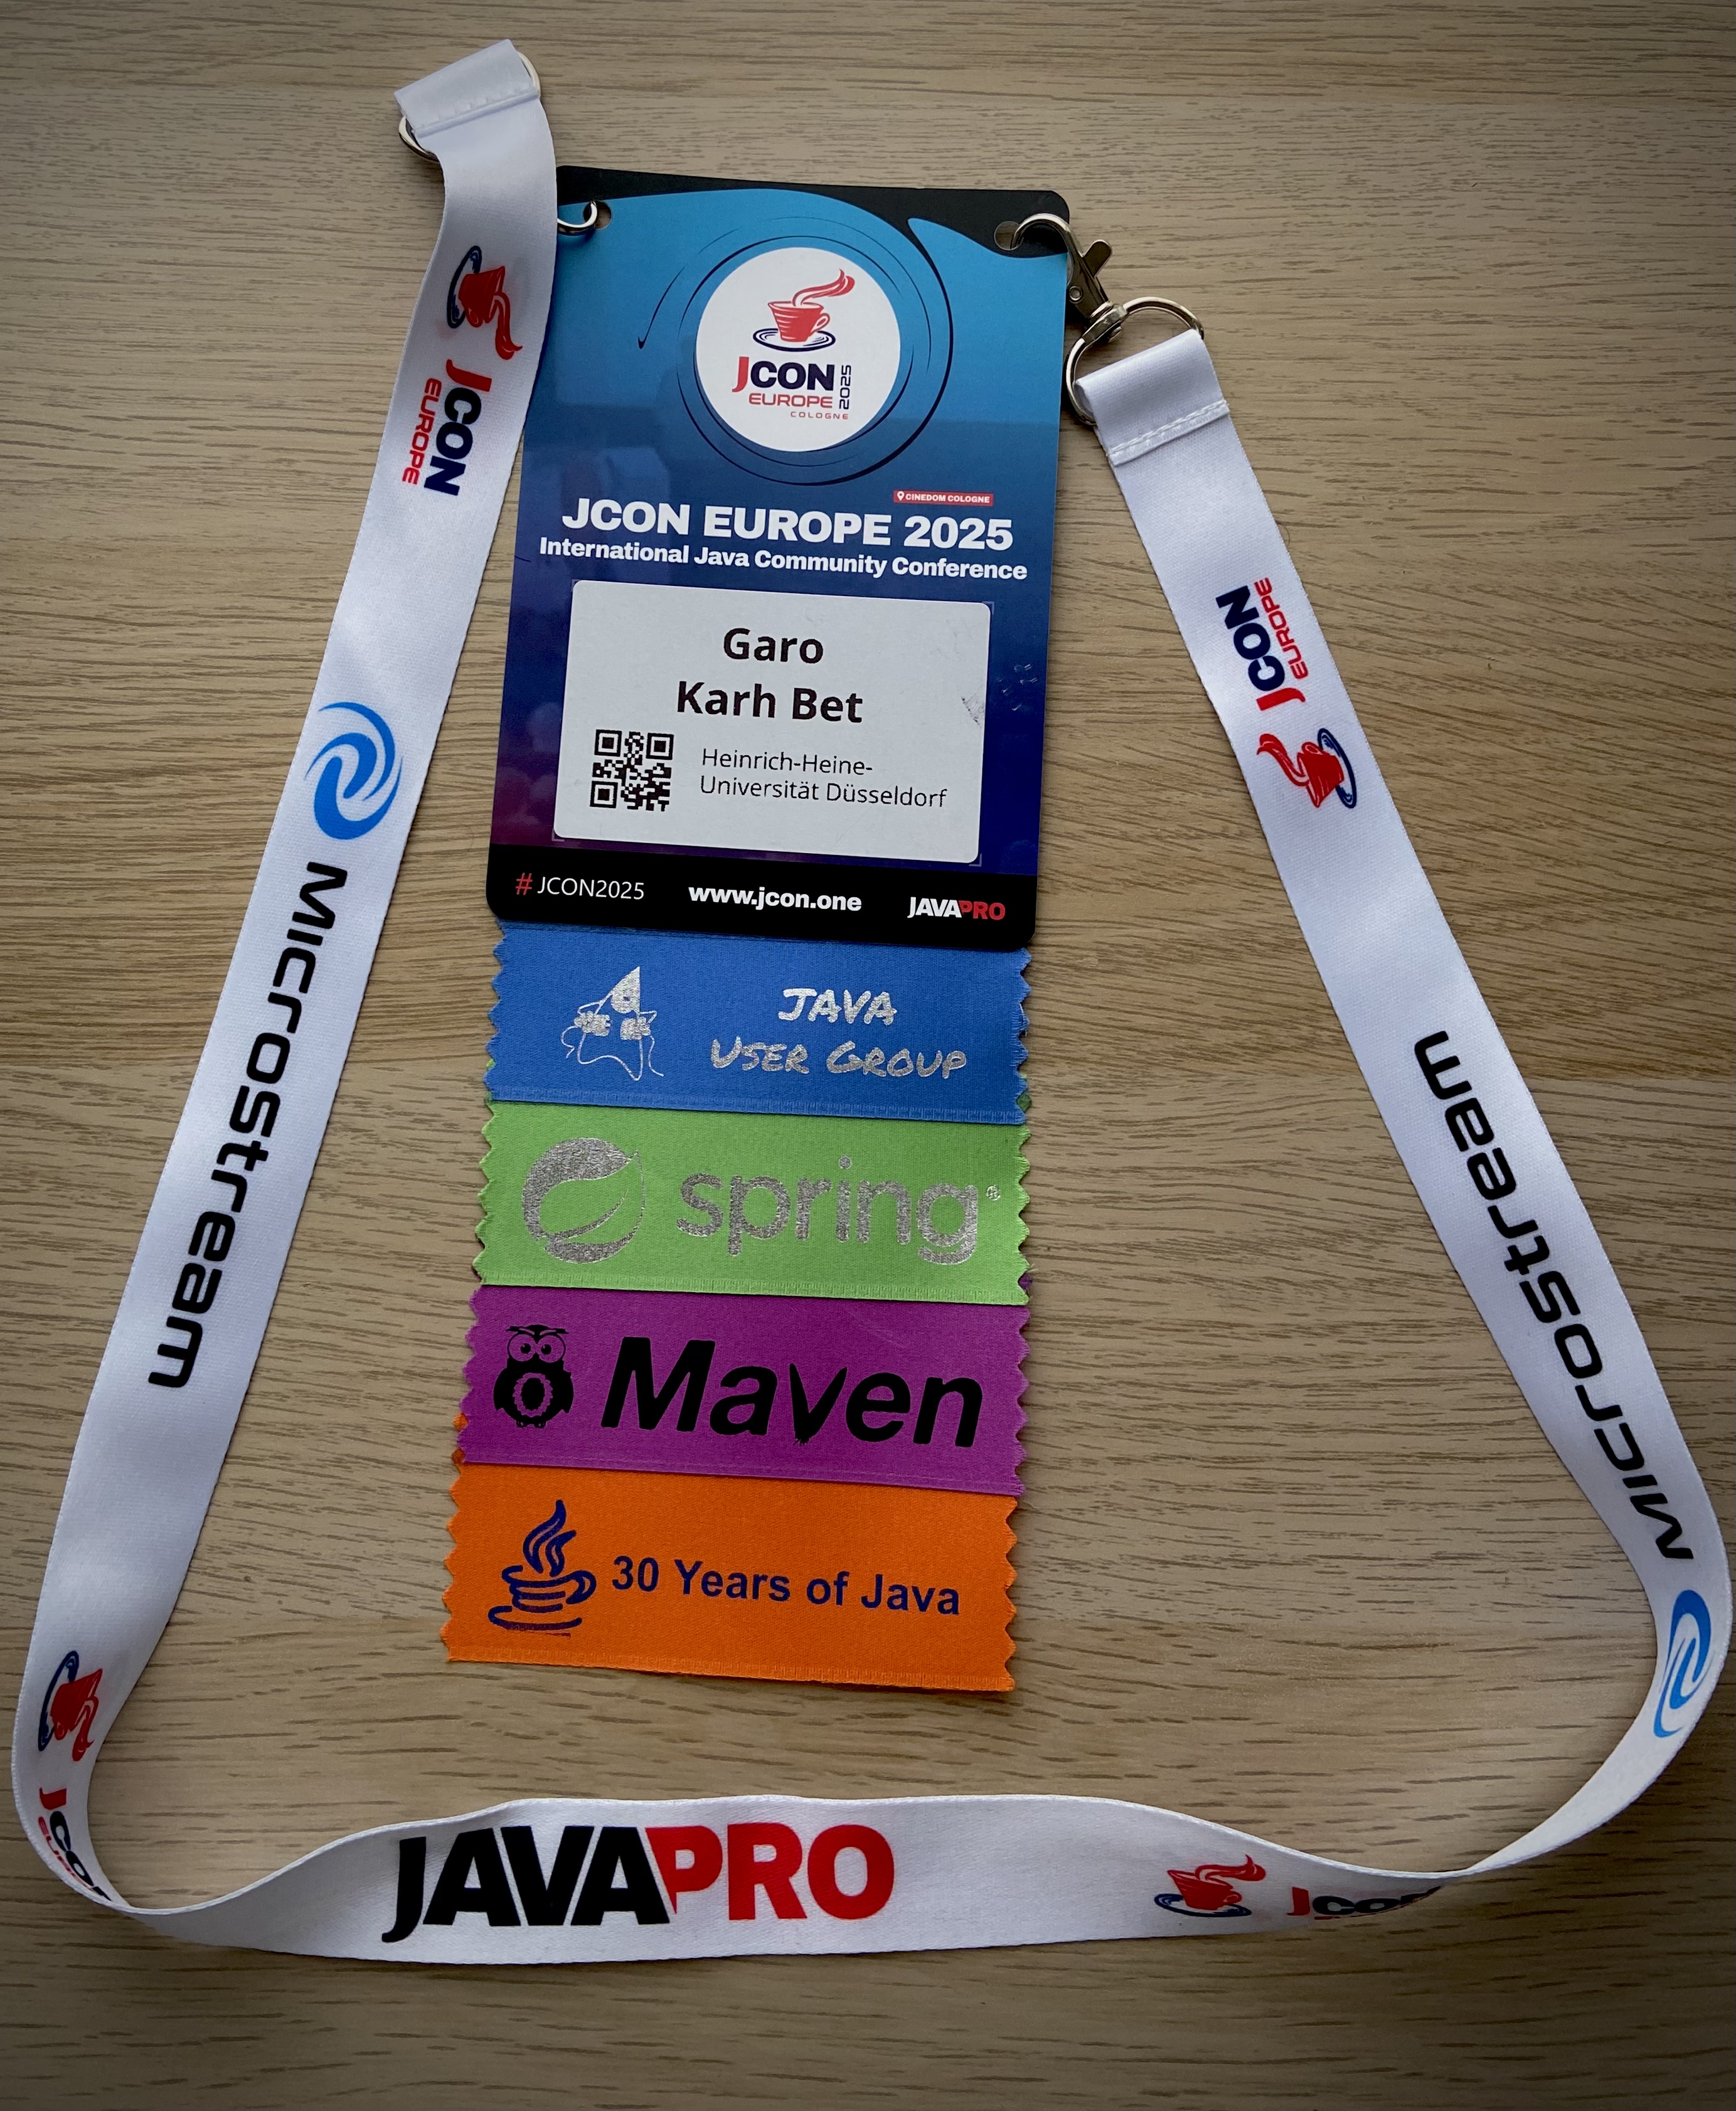 JCON
EUROPE
2025
COLOGNE
CINEDOM COLOGNE
JCON EUROPE 2025
International Java Community Conference
Garo
Karh Bet
Heinrich-Heine-
Universität Düsseldorf
#JCON2025
www.jcon.one
JAVAPRO
JAVA
USER GROUP
spring®
Maven
30 Years of Java
JCON
EUROPE
MICROSTREAM
JCON
EUROPE
MICROSTREAM
JAVAPRO